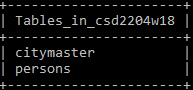 +----------------------+
| Tables_in_csd2204w18 |
+----------------------+
| citymaster           |
| persons              |
+----------------------+